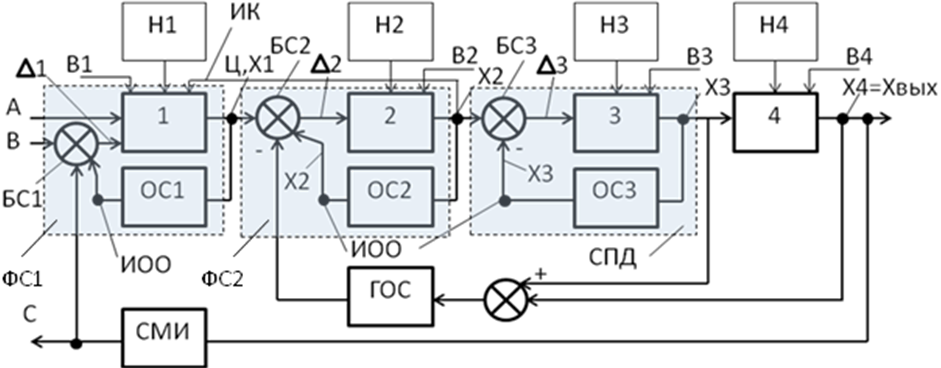 Н1
ИК
Н2
Н3
Н4
Δ1
В1
Ц,Х1
БС2
Δ2
В2
Х2
БС3
Δ3
В3
Х3
В4
Х4=Хвых
А
1
2
3
4
В
-
-
БС1
ОС1
Х2
ОС2
Х3
ОС3
ФС1
ИОО
ФС2
ИОО
СПД
ГОС
+
С
СМИ